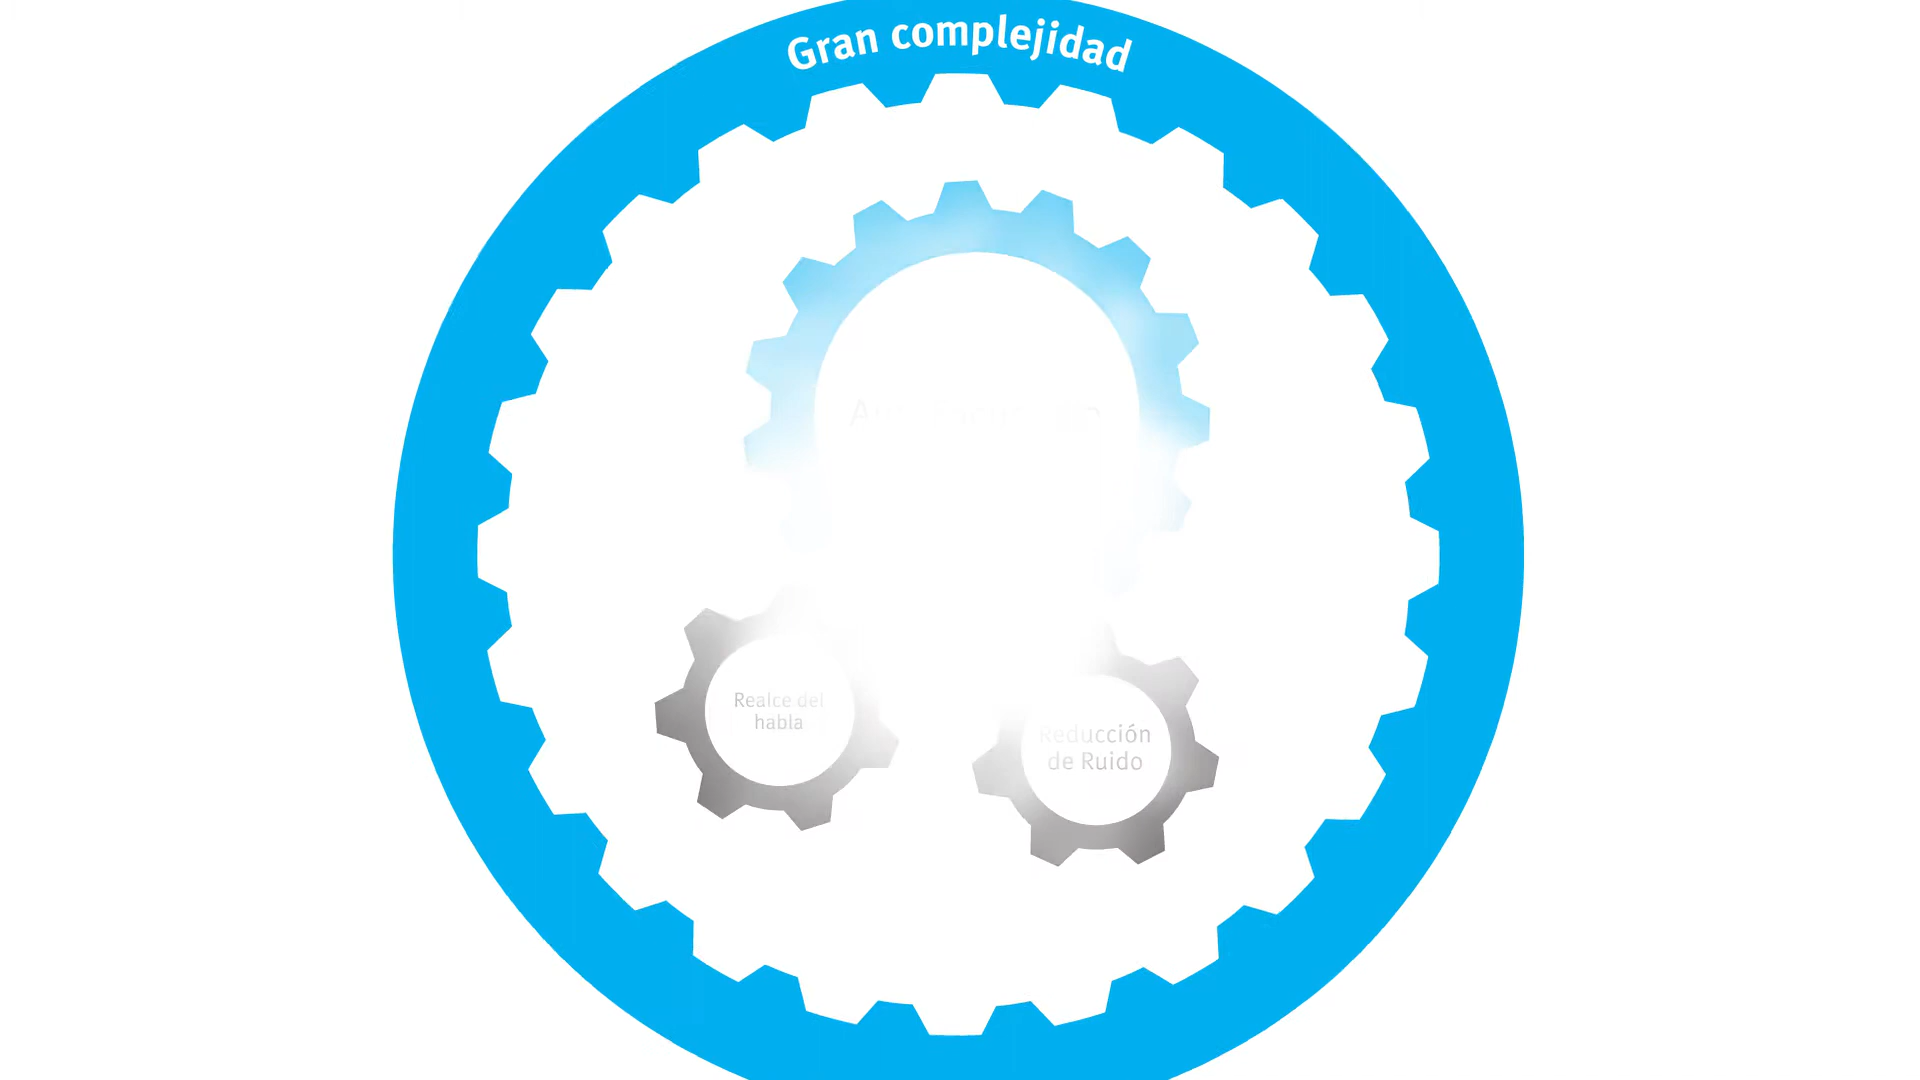 Gran complejidad
Realce del
habla
Reducción
de Ruido